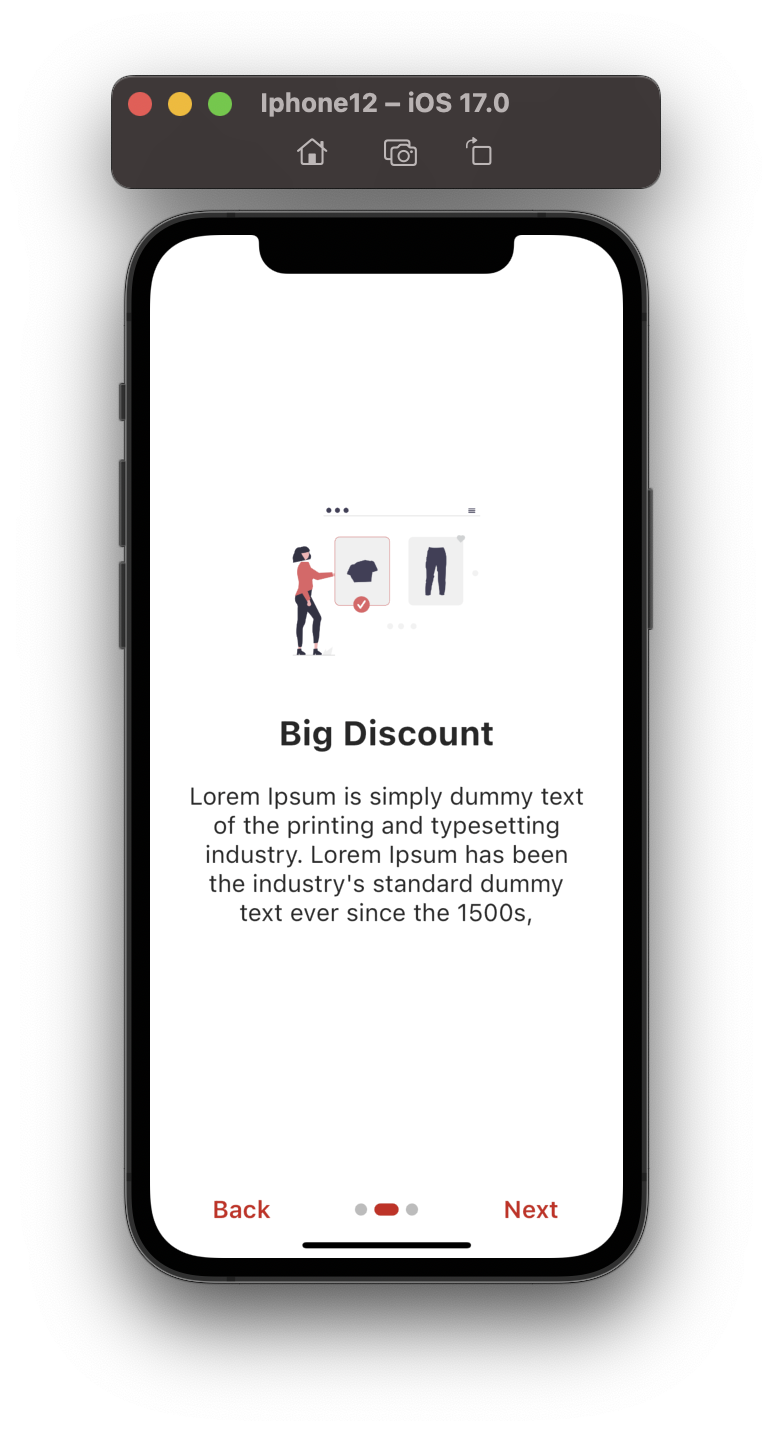 Iphone12 – iOS 17.0
Big Discount
Lorem Ipsum is simply dummy text
of the printing and typesetting
industry. Lorem Ipsum has been
the industry's standard dummy
text ever since the 1500s,
Back
Next